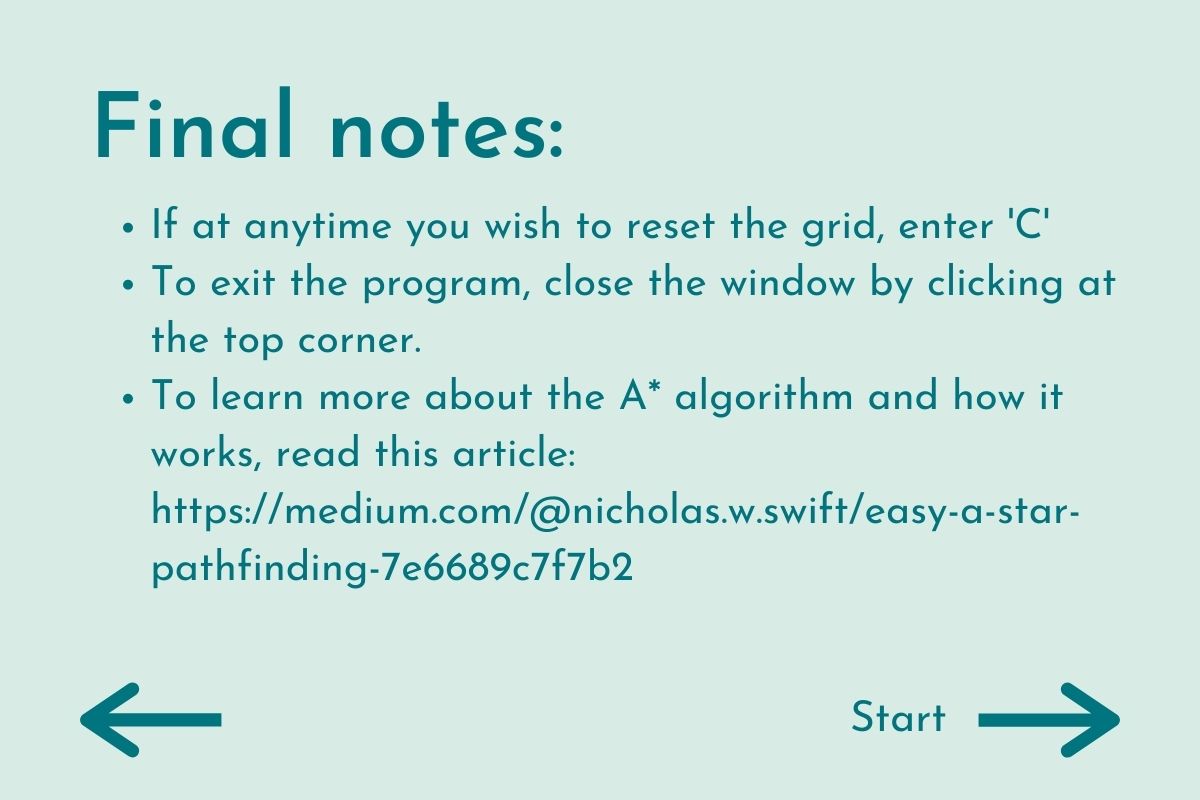 Final notes:
• If at anytime you wish to reset the grid, enter 'C'
• To exit the program, close the window by clicking at
the top corner.
• To learn more about the A* algorithm and how it
works, read this article:
https://medium.com/@nicholas.w.swift/easy-a-star-
pathfinding-7e6689c7f7b2
Start